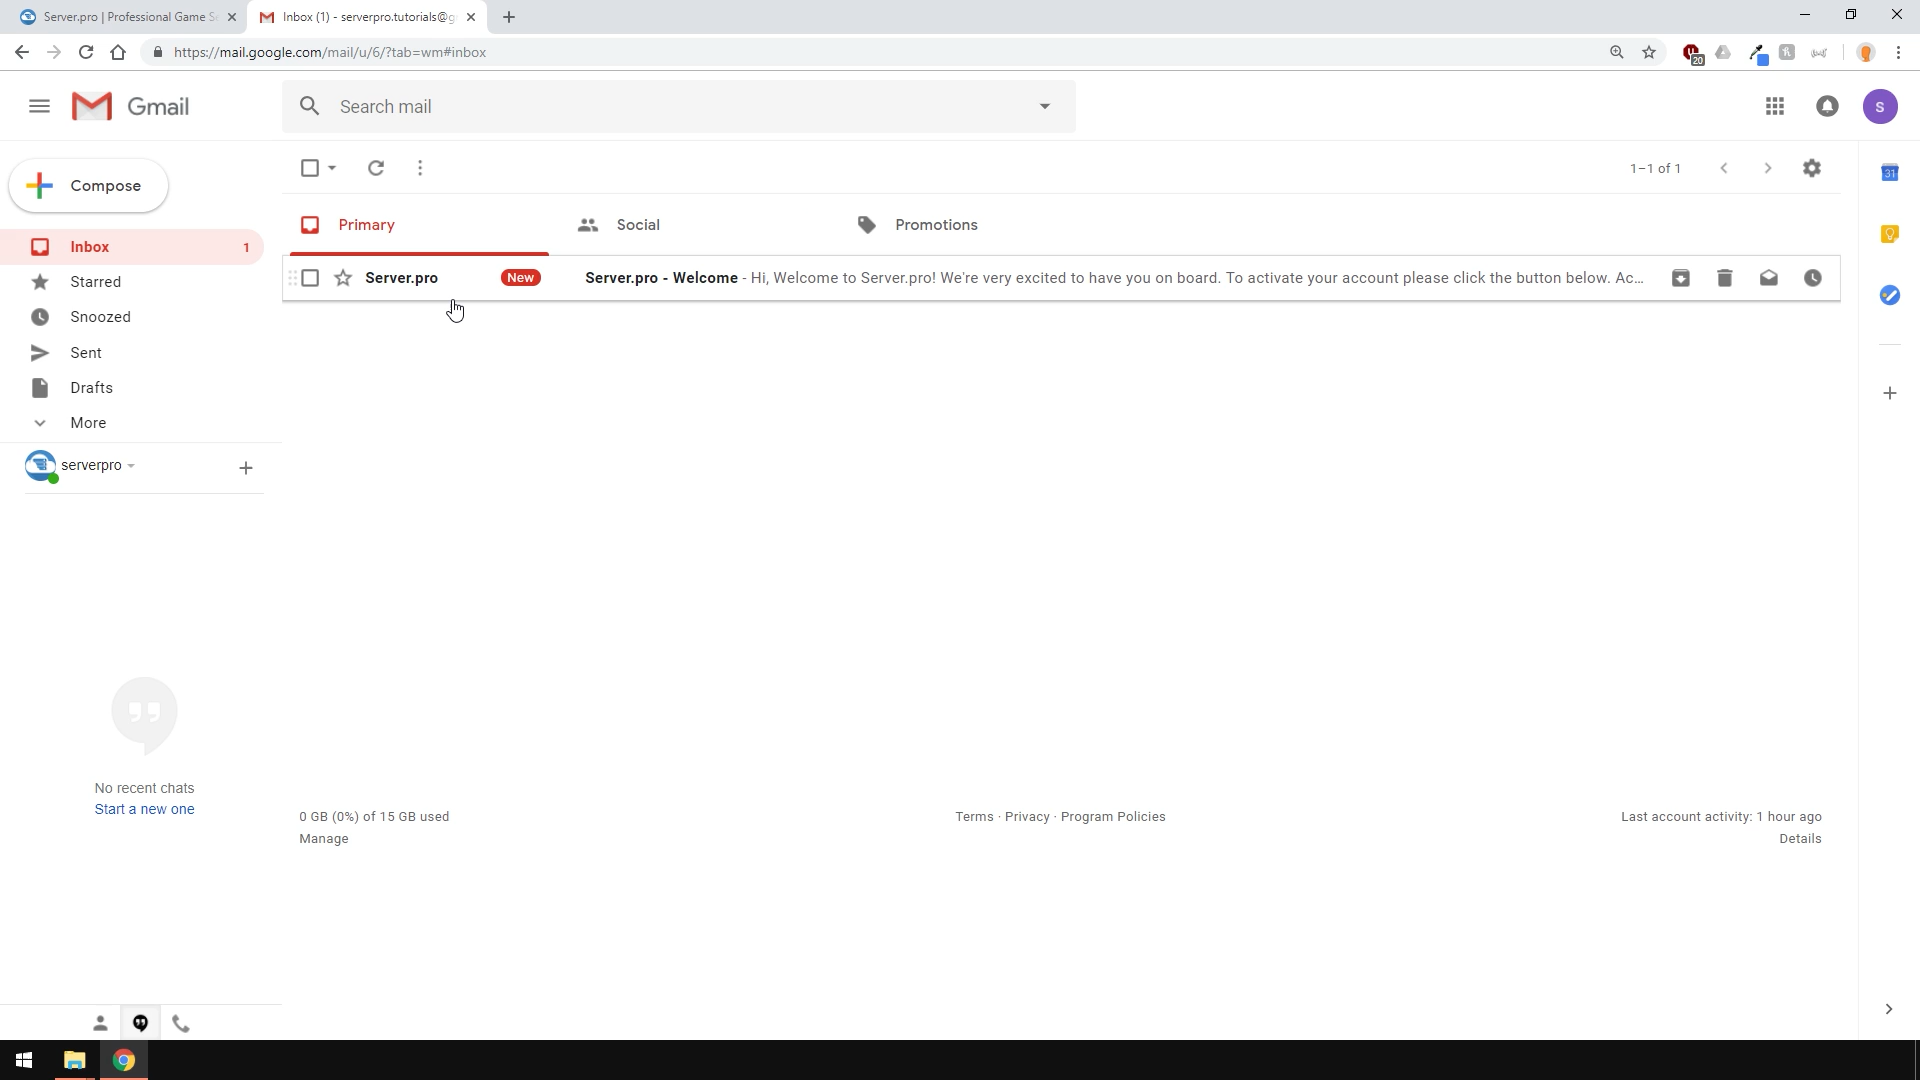 Server.pro | Professional Game S
Inbox (1) - serverpro.tutorials@g
https://mail.google.com/mail/u/6/?tab=wm#inbox
20
Gmail
Search mail
S
Compose
1–1 of 1
31
Primary
Social
Promotions
Inbox
1
Server.pro
New
Server.pro - Welcome - Hi, Welcome to Server.pro! We're very excited to have you on board. To activate your account please click the button below. Ac...
Starred
Snoozed
Sent
Drafts
More
serverpro
No recent chats
Start a new one
0 GB (0%) of 15 GB used
Manage
Terms · Privacy · Program Policies
Last account activity: 1 hour ago
Details